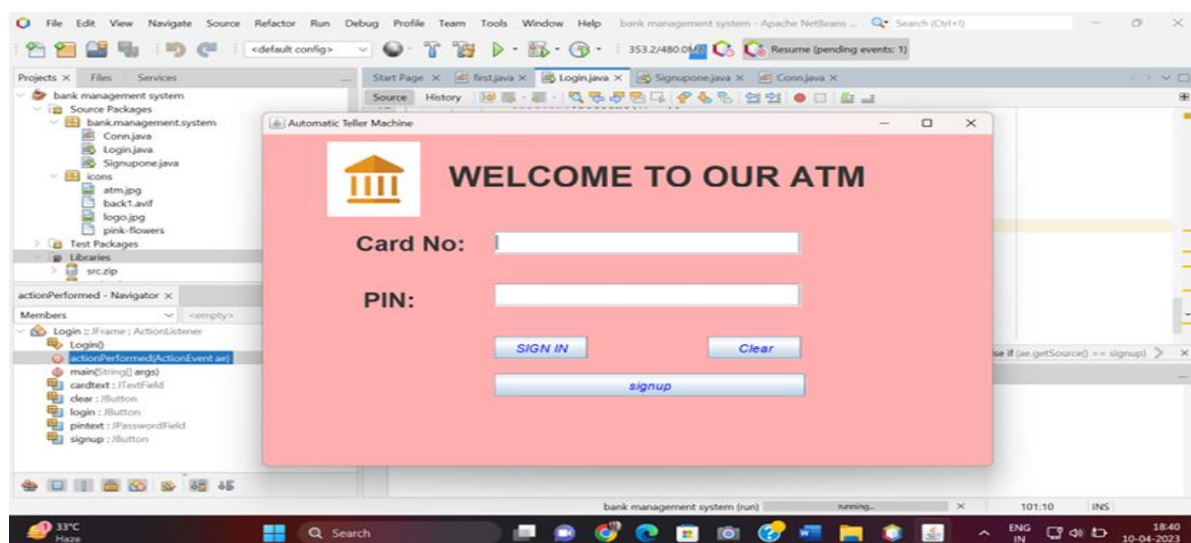 File Edit View Navigate Source Refactor Run Debug Profile Team Tools Window Help bank management system - Apache NetBeans ... Search (Ctrl+I)
<default config> 353.2/480.0MB Resume (pending events: 1)
Projects Files Services
Start Page first.java Login.java Signupone.java Conn.java
Source History
bank management system
Source Packages
bank.management.system
Conn.java
Login.java
Signupone.java
icons
atm.jpg
back1.avif
logo.jpg
pink-flowers
Test Packages
Libraries
src.zip
Automatic Teller Machine
WELCOME TO OUR ATM
Card No:
PIN:
SIGN IN Clear
signup
if (ae.getSource() == signup)
actionPerformed - Navigator
Members <empty>
Login :: JFrame : ActionListener
Login()
actionPerformed(ActionEvent ae)
main(String[] args)
cardtext : JTextField
clear : JButton
login : JButton
pintext : JPasswordField
signup : JButton
bank management system (run) running... 101:10 INS
1 33°C
Haze
Search
ENG
IN
18:40
10-04-2023